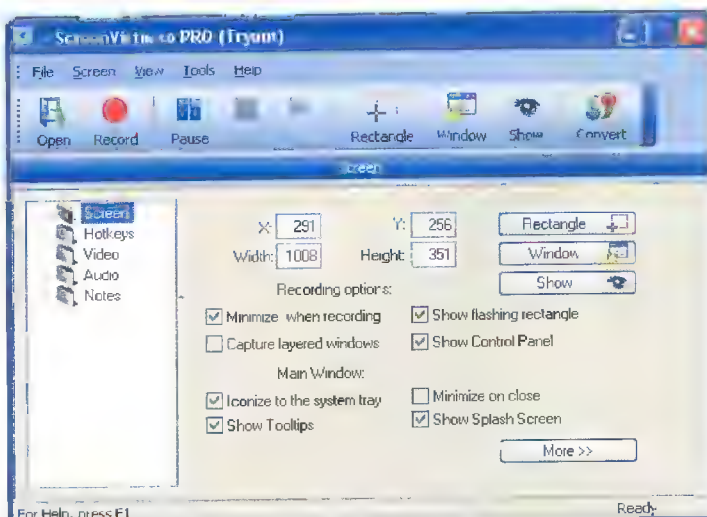 PRO (Tryout)
File Screen View Tools Help
Open Record Pause Rectangle Window Show Convert
Screen
Screen
Hotkeys
Video
Audio
Notes
X: 291 Y: 256
Width: 1008 Height: 351
Rectangle
Window
Show
Recording options:
Minimize when recording
Show flashing rectangle
Capture layered windows
Show Control Panel
Main Window:
Iconize to the system tray
Minimize on close
Show Tooltips
Show Splash Screen
More >>
For Help, press F1
Ready